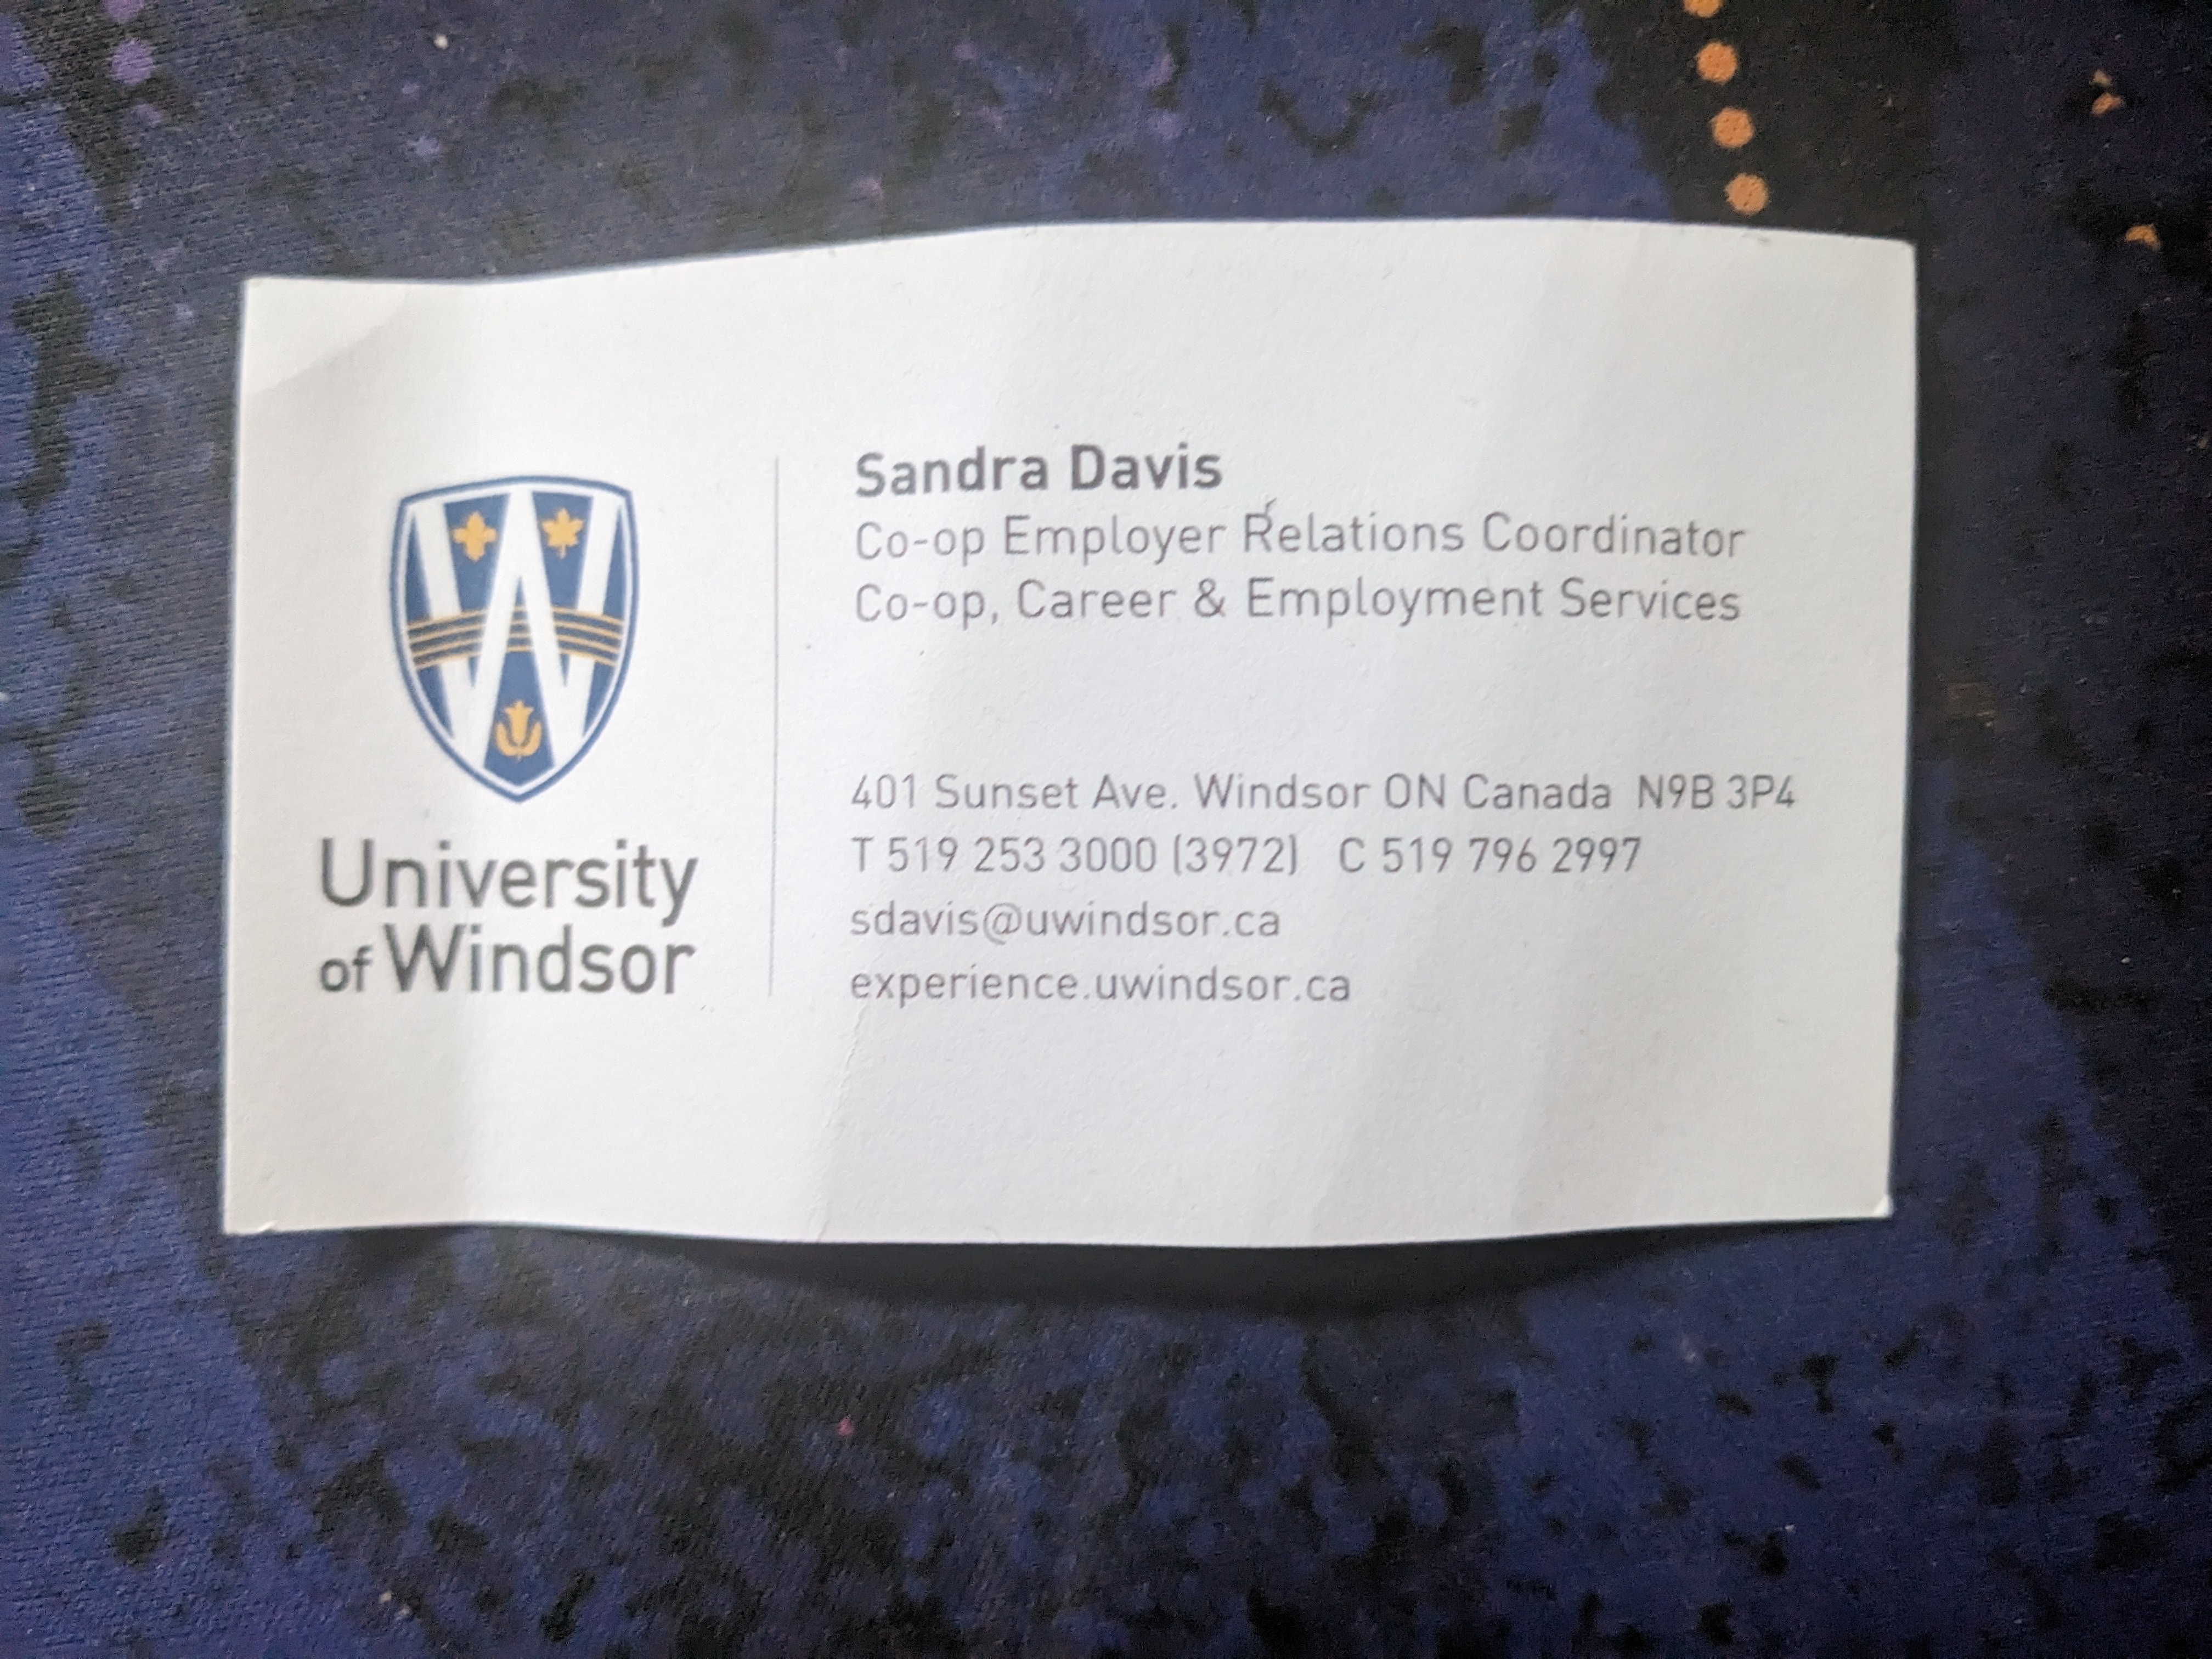 Sandra Davis
Co-op Employer Relations Coordinator
Co-op, Career & Employment Services
401 Sunset Ave. Windsor ON Canada N9B 3P4
T 519 253 3000 (3972) C 519 796 2997
sdavis@uwindsor.ca
experience.uwindsor.ca
University
of Windsor